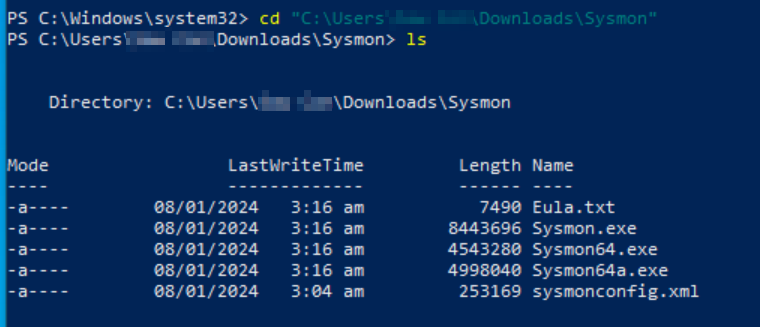 PS C:\Windows\system32> cd "C:\Users\ \Downloads\Sysmon"
PS C:\Users\ \Downloads\Sysmon> ls
Directory: C:\Users\ \Downloads\Sysmon
Mode LastWriteTime Length Name
---- ------------- ------ ----
-a---- 08/01/2024 3:16 am 7490 Eula.txt
-a---- 08/01/2024 3:16 am 8443696 Sysmon.exe
-a---- 08/01/2024 3:16 am 4543280 Sysmon64.exe
-a---- 08/01/2024 3:16 am 4998040 Sysmon64a.exe
-a---- 08/01/2024 3:04 am 253169 sysmonconfig.xml